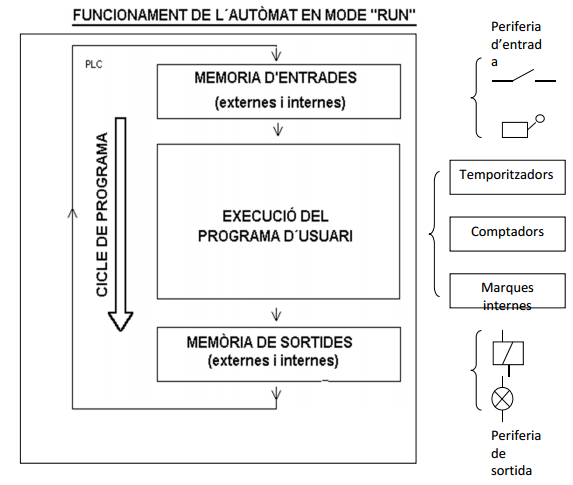 FUNCIONAMENT DE L´AUTÒMAT EN MODE "RUN"
PLC
MEMORIA D'ENTRADES
(externes i internes)
CICLE DE PROGRAMA
EXECUCIÓ DEL
PROGRAMA D´USUARI
MEMÒRIA DE SORTIDES
(externes i internes)
Periferia
d'entrad
a
Temporitzadors
Comptadors
Marques
internes
Periferia
de
sortida